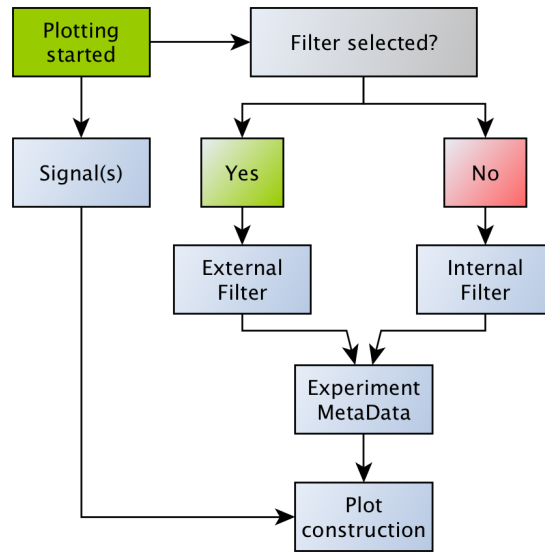 Plotting
started
Filter selected?
Signal(s)
Yes
No
External
Filter
Internal
Filter
Experiment
MetaData
Plot
construction